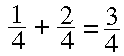 1/4 + 2/4 = 3/4